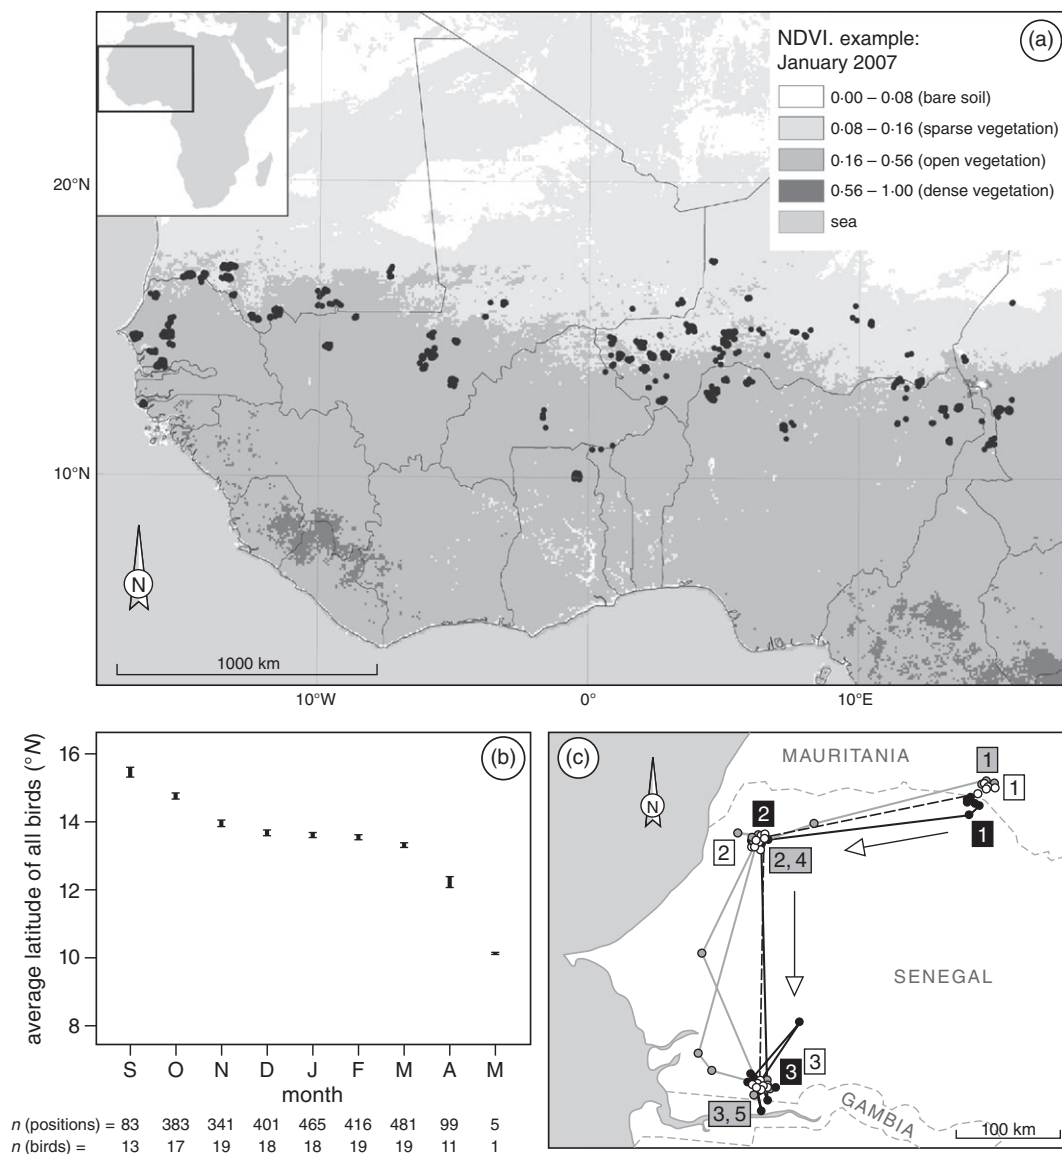 NDVI. example:
January 2007
(a)
0·00 – 0·08 (bare soil)
0·08 – 0·16 (sparse vegetation)
0·16 – 0·56 (open vegetation)
0·56 – 1·00 (dense vegetation)
sea
20°N
10°N
N
1000 km
10°W
0°
10°E
average latitude of all birds (°N)
(b)
16
14
12
10
8
S O N D J F M A M
month
n (positions) = 83 383 341 401 465 416 481 99 5
n (birds) = 13 17 19 18 18 19 19 11 1
(c)
MAURITANIA
N
1
1
1
2
2
2, 4
SENEGAL
3
3
3, 5
GAMBIA
100 km